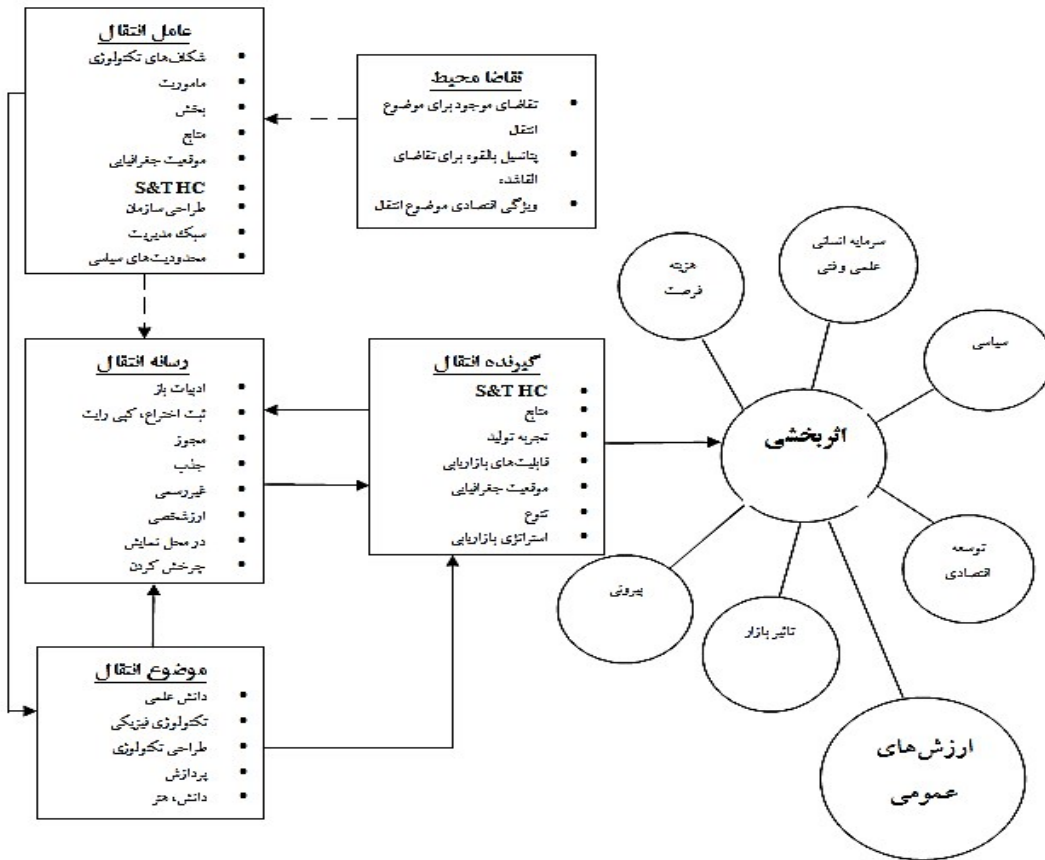 عامل انتقال
شکاف‌های تکنولوژی
ماموریت
بخش
منابع
موقعیت جغرافیایی
S&T HC
طراحی سازمان
سبک مدیریت
محدودیت‌های سیاسی
تقاضا محیط
تقاضای موجود برای موضوع
انتقال
پتانسیل بالقوه برای تقاضای
القاشده
ویژگی اقتصادی موضوع انتقال
رسانه انتقال
ادبیات باز
ثبت اختراع، کپی رایت
مجوز
جذب
غیررسمی
ارزشخصی
در محل نمایش
چرخش کردن
گیرنده انتقال
S&T HC
منابع
تجربه تولید
قابلیت‌های بازاریابی
موقعیت جغرافیایی
تنوع
استراتژی بازاریابی
موضوع انتقال
دانش علمی
تکنولوژی فیزیکی
طراحی تکنولوژی
پردازش
دانش، هنر
اثربخشی
هزینه
فرصت
سرمایه انسانی
علمی و فنی
سیاسی
توسعه
اقتصادی
ارزش‌های
عمومی
تاثیر بازار
بیرونی